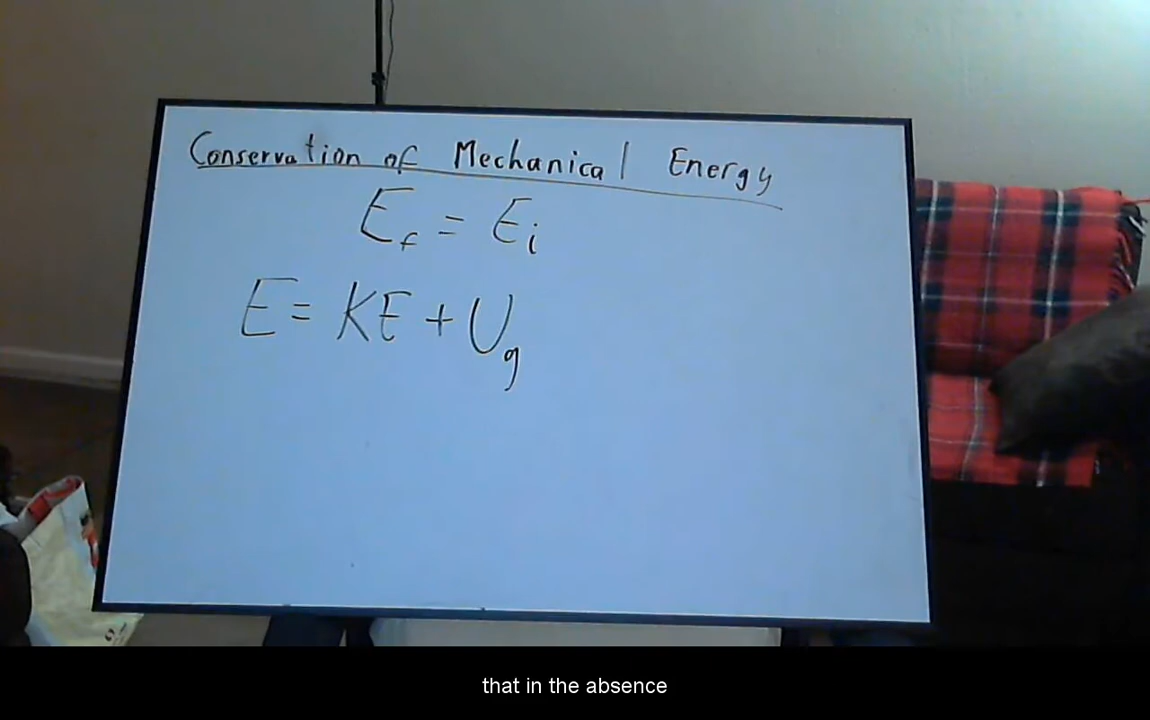 Conservation of Mechanical Energy
E_f = E_i
E = KE + U_g
that in the absence